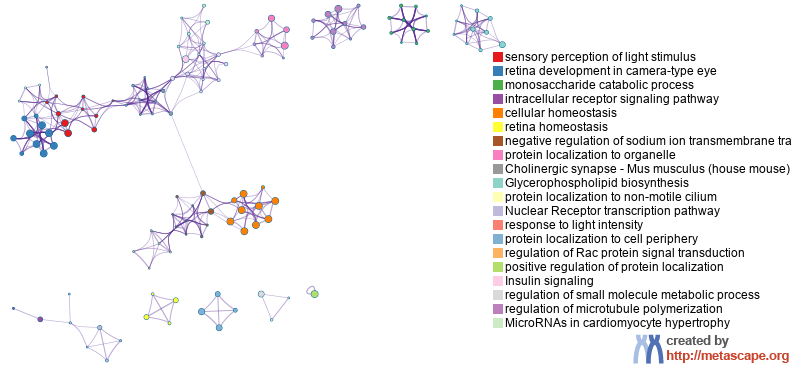 sensory perception of light stimulus
retina development in camera-type eye
monosaccharide catabolic process
intracellular receptor signaling pathway
cellular homeostasis
retina homeostasis
negative regulation of sodium ion transmembrane tra
protein localization to organelle
Cholinergic synapse - Mus musculus (house mouse)
Glycerophospholipid biosynthesis
protein localization to non-motile cilium
Nuclear Receptor transcription pathway
response to light intensity
protein localization to cell periphery
regulation of Rac protein signal transduction
positive regulation of protein localization
Insulin signaling
regulation of small molecule metabolic process
regulation of microtubule polymerization
MicroRNAs in cardiomyocyte hypertrophy
created by
http://metascape.org